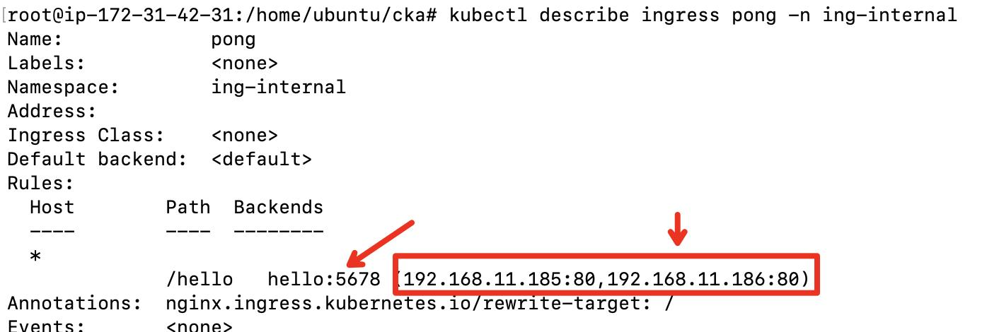 [root@ip-172-31-42-31:/home/ubuntu/cka# kubectl describe ingress pong -n ing-internal
Name:             pong
Labels:           <none>
Namespace:        ing-internal
Address:
Ingress Class:    <none>
Default backend:  <default>
Rules:
  Host        Path  Backends
  ----        ----  --------
  *
              /hello   hello:5678 (192.168.11.185:80,192.168.11.186:80)
Annotations:  nginx.ingress.kubernetes.io/rewrite-target: /
Events:       <none>